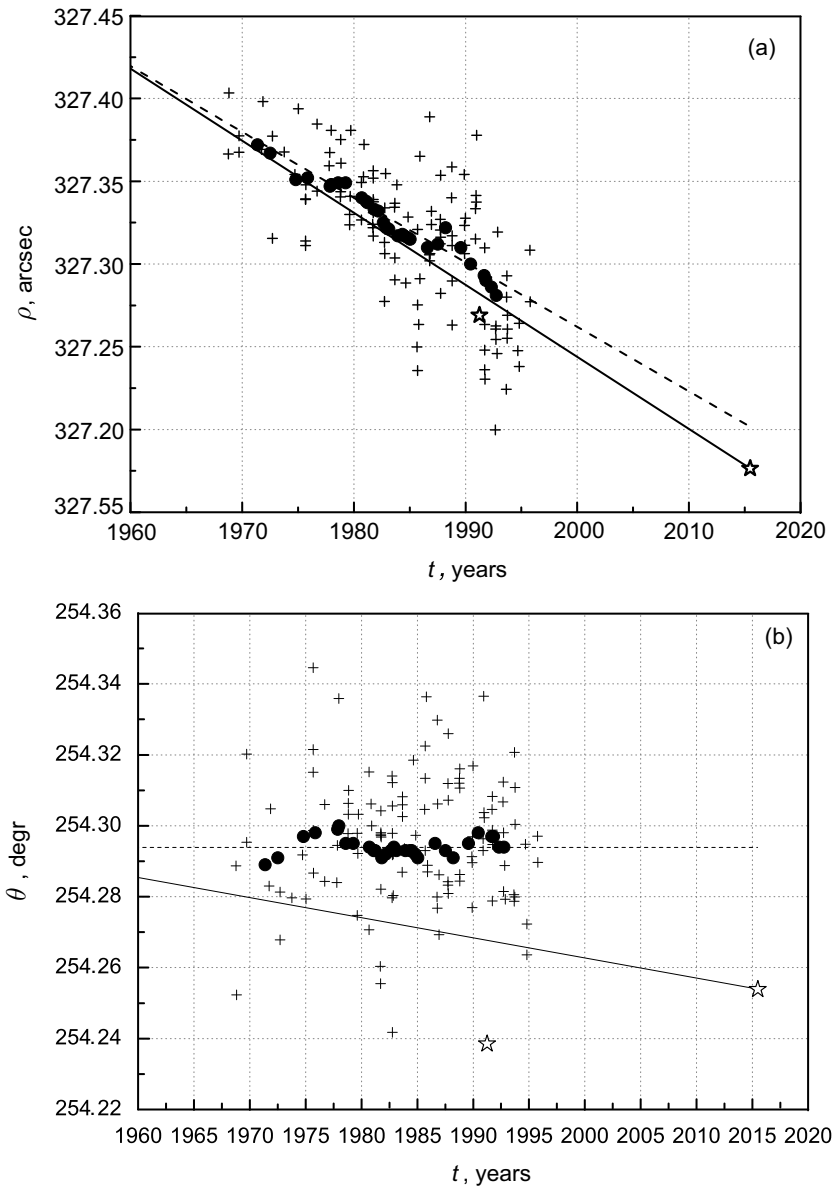 327.45
(a)
327.40
327.35
327.30
327.25
327.20
327.55
ρ, arcsec
1960 1970 1980 1990 2000 2010 2020
t, years
254.36
(b)
254.34
254.32
254.30
254.28
254.26
254.24
254.22
θ, degr
1960 1965 1970 1975 1980 1985 1990 1995 2000 2005 2010 2015 2020
t, years